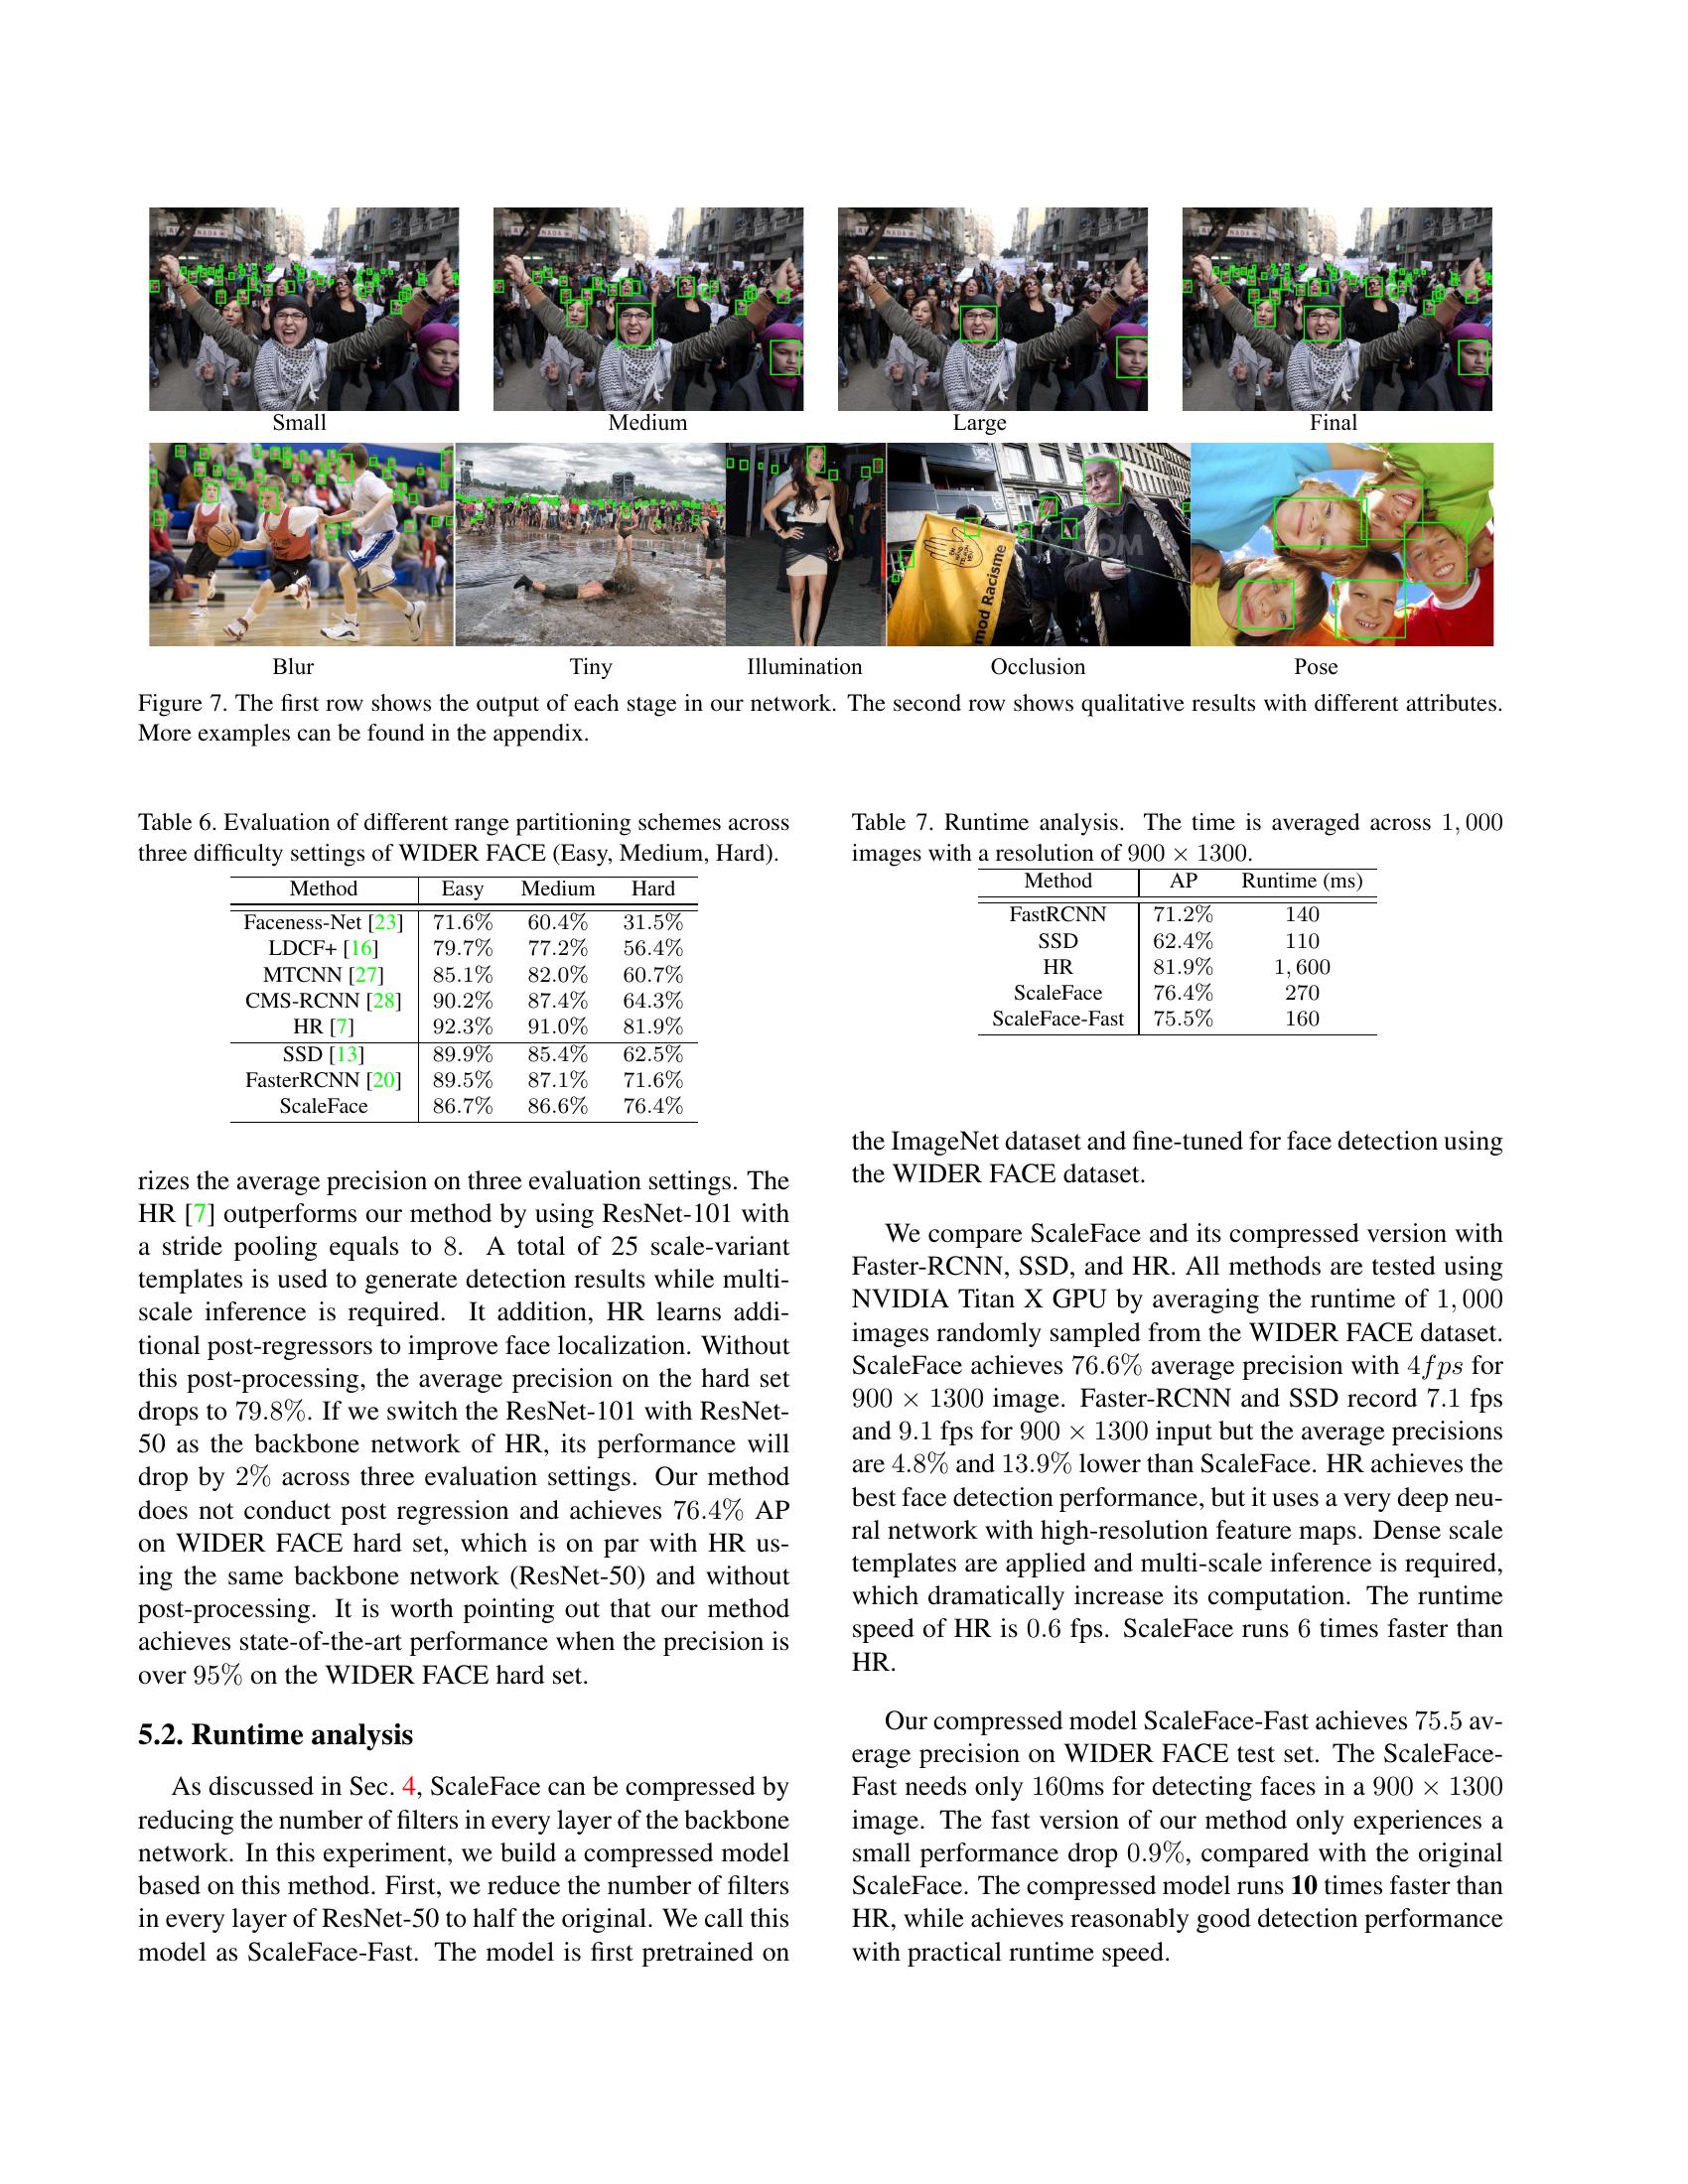 Small
Medium
Large
Final
mod Racisme
Blur
Tiny
Illumination
Occlusion
Pose
Figure 7. The first row shows the output of each stage in our network. The second row shows qualitative results with different attributes.
More examples can be found in the appendix.
Table 6. Evaluation of different range partitioning schemes across
three difficulty settings of WIDER FACE (Easy, Medium, Hard).
Method Easy Medium Hard
Faceness-Net [23] 71.6% 60.4% 31.5%
LDCF+ [16] 79.7% 77.2% 56.4%
MTCNN [27] 85.1% 82.0% 60.7%
CMS-RCNN [28] 90.2% 87.4% 64.3%
HR [7] 92.3% 91.0% 81.9%
SSD [13] 89.9% 85.4% 62.5%
FasterRCNN [20] 89.5% 87.1% 71.6%
ScaleFace 86.7% 86.6% 76.4%
rizes the average precision on three evaluation settings. The
HR [7] outperforms our method by using ResNet-101 with
a stride pooling equals to 8. A total of 25 scale-variant
templates is used to generate detection results while multi-
scale inference is required. It addition, HR learns addi-
tional post-regressors to improve face localization. Without
this post-processing, the average precision on the hard set
drops to 79.8%. If we switch the ResNet-101 with ResNet-
50 as the backbone network of HR, its performance will
drop by 2% across three evaluation settings. Our method
does not conduct post regression and achieves 76.4% AP
on WIDER FACE hard set, which is on par with HR us-
ing the same backbone network (ResNet-50) and without
post-processing. It is worth pointing out that our method
achieves state-of-the-art performance when the precision is
over 95% on the WIDER FACE hard set.
5.2. Runtime analysis
As discussed in Sec. 4, ScaleFace can be compressed by
reducing the number of filters in every layer of the backbone
network. In this experiment, we build a compressed model
based on this method. First, we reduce the number of filters
in every layer of ResNet-50 to half the original. We call this
model as ScaleFace-Fast. The model is first pretrained on
Table 7. Runtime analysis. The time is averaged across 1, 000
images with a resolution of 900 × 1300.
Method AP Runtime (ms)
FastRCNN 71.2% 140
SSD 62.4% 110
HR 81.9% 1, 600
ScaleFace 76.4% 270
ScaleFace-Fast 75.5% 160
the ImageNet dataset and fine-tuned for face detection using
the WIDER FACE dataset.
We compare ScaleFace and its compressed version with
Faster-RCNN, SSD, and HR. All methods are tested using
NVIDIA Titan X GPU by averaging the runtime of 1, 000
images randomly sampled from the WIDER FACE dataset.
ScaleFace achieves 76.6% average precision with 4fps for
900 × 1300 image. Faster-RCNN and SSD record 7.1 fps
and 9.1 fps for 900 × 1300 input but the average precisions
are 4.8% and 13.9% lower than ScaleFace. HR achieves the
best face detection performance, but it uses a very deep neu-
ral network with high-resolution feature maps. Dense scale
templates are applied and multi-scale inference is required,
which dramatically increase its computation. The runtime
speed of HR is 0.6 fps. ScaleFace runs 6 times faster than
HR.
Our compressed model ScaleFace-Fast achieves 75.5 av-
erage precision on WIDER FACE test set. The ScaleFace-
Fast needs only 160ms for detecting faces in a 900 × 1300
image. The fast version of our method only experiences a
small performance drop 0.9%, compared with the original
ScaleFace. The compressed model runs 10 times faster than
HR, while achieves reasonably good detection performance
with practical runtime speed.